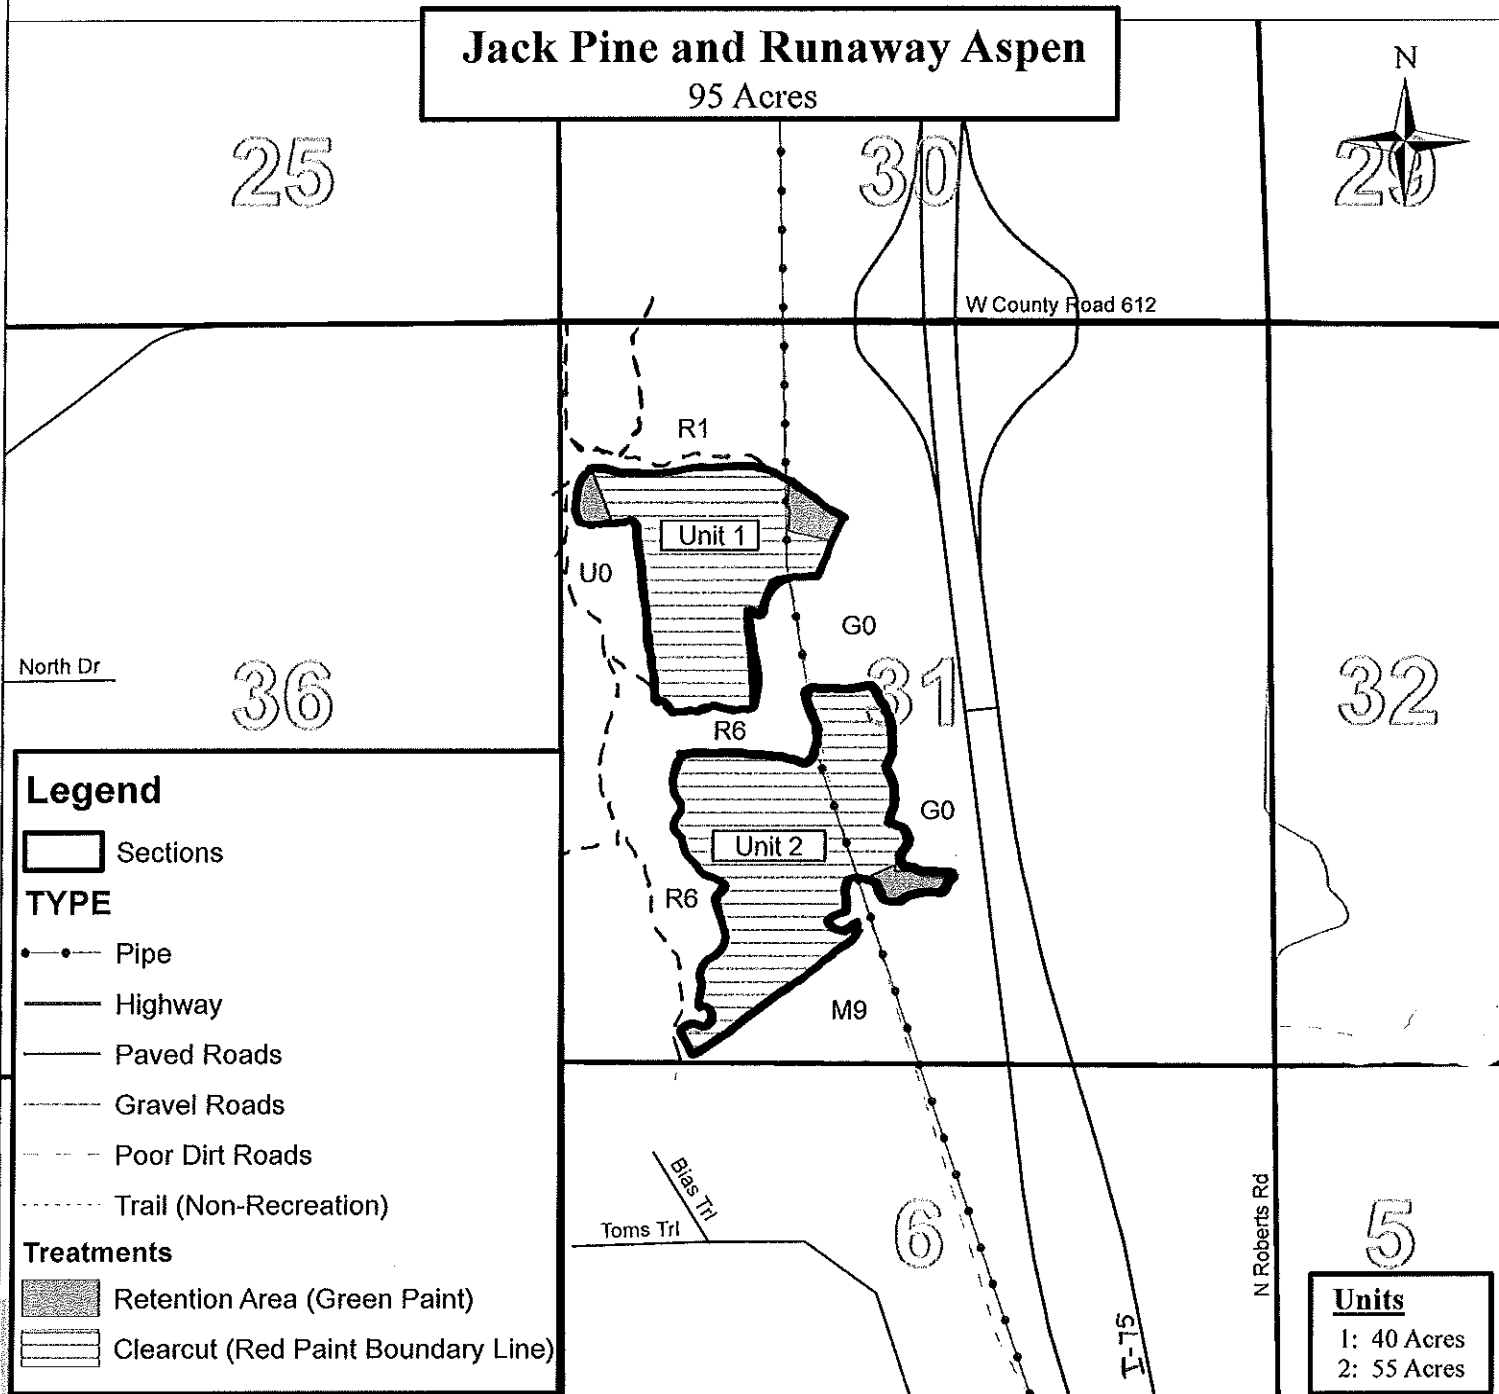 Jack Pine and Runaway Aspen
95 Acres
N
25
30
29
W County Road 612
R1
Unit 1
U0
G0
North Dr
36
31
32
R6
Legend
Sections
G0
Unit 2
TYPE
R6
Pipe
Highway
M9
Paved Roads
Gravel Roads
Poor Dirt Roads
Trail (Non-Recreation)
Bias Trl
Toms Trl
6
N Roberts Rd
5
Treatments
Retention Area (Green Paint)
Clearcut (Red Paint Boundary Line)
I-75
Units
1: 40 Acres
2: 55 Acres